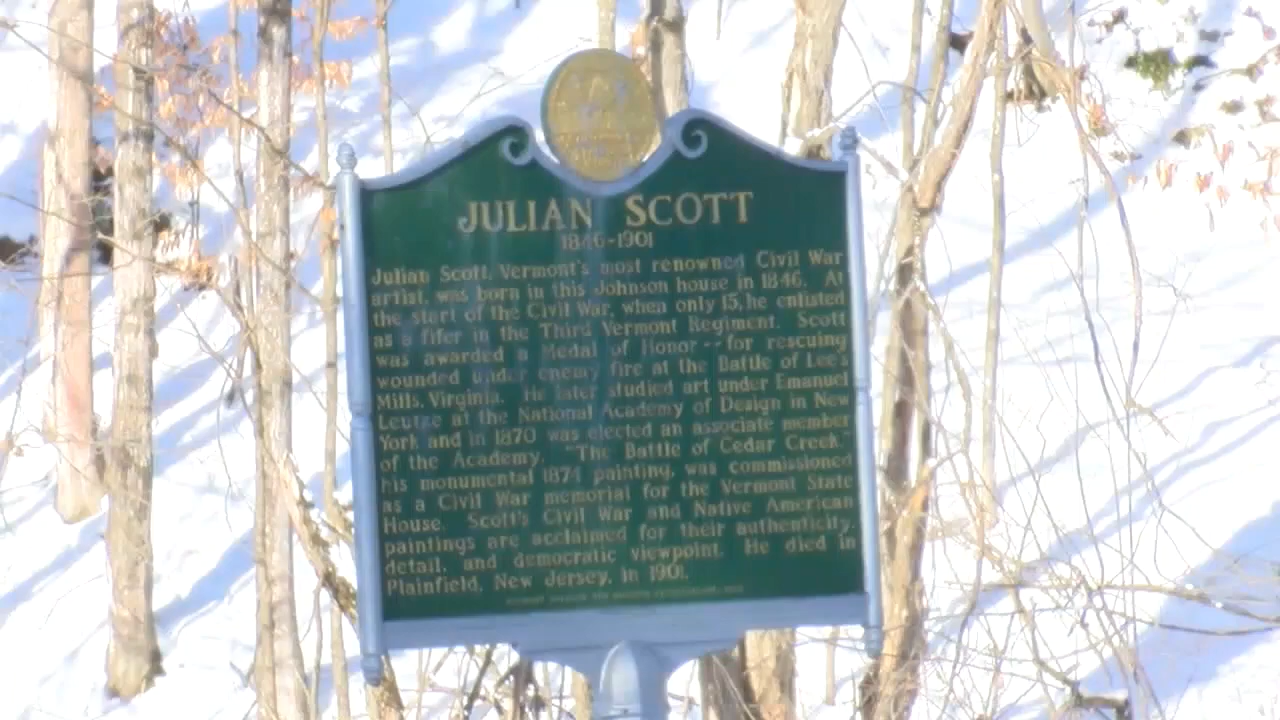 JULIAN SCOTT
1846-1901
Julian Scott, Vermont's most renowned Civil War
artist, was born in this Johnson house in 1846. At
the start of the Civil War, when only 15, he enlisted
as a fifer in the Third Vermont Regiment. Scott
was awarded a Medal of Honor -- for rescuing
wounded under enemy fire at the Battle of Lee's
Mills, Virginia. He later studied art under Emanuel
Leutze at the National Academy of Design in New
York and in 1870 was elected an associate member
of the Academy. "The Battle of Cedar Creek,"
his monumental 1874 painting, was commissioned
as a Civil War memorial for the Vermont State
House. Scott's Civil War and Native American
paintings are acclaimed for their authenticity,
detail, and democratic viewpoint. He died in
Plainfield, New Jersey, in 1901.